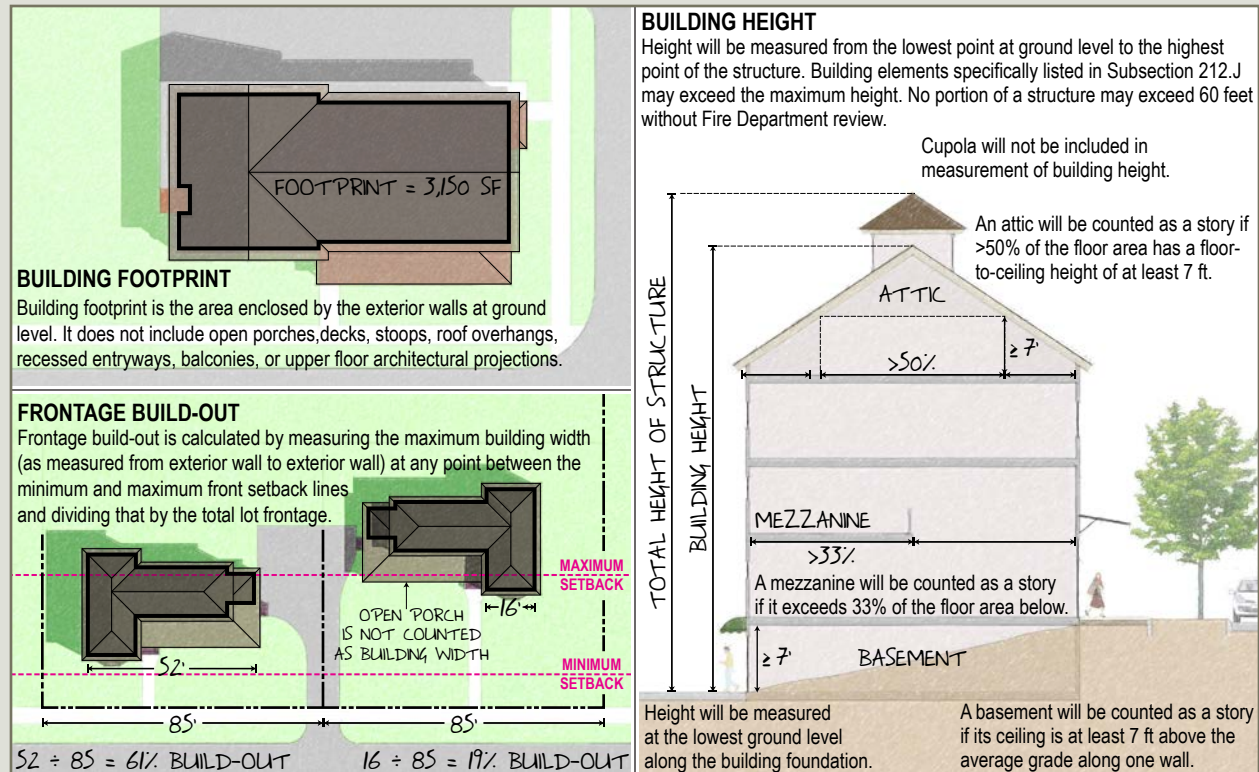 FOOTPRINT = 3,150 SF
BUILDING FOOTPRINT
Building footprint is the area enclosed by the exterior walls at ground
level. It does not include open porches,decks, stoops, roof overhangs,
recessed entryways, balconies, or upper floor architectural projections.
FRONTAGE BUILD-OUT
Frontage build-out is calculated by measuring the maximum building width
(as measured from exterior wall to exterior wall) at any point between the
minimum and maximum front setback lines
and dividing that by the total lot frontage.
MAXIMUM
SETBACK
16'
OPEN PORCH
IS NOT COUNTED
AS BUILDING WIDTH
52'
MINIMUM
SETBACK
85'
85'
52 ÷ 85 = 61% BUILD-OUT
16 ÷ 85 = 19% BUILD-OUT
BUILDING HEIGHT
Height will be measured from the lowest point at ground level to the highest
point of the structure. Building elements specifically listed in Subsection 212.J
may exceed the maximum height. No portion of a structure may exceed 60 feet
without Fire Department review.
Cupola will not be included in
measurement of building height.
An attic will be counted as a story if
>50% of the floor area has a floor-
to-ceiling height of at least 7 ft.
TOTAL HEIGHT OF STRUCTURE
BUILDING HEIGHT
ATTIC
≥ 7'
>50%
MEZZANINE
>33%
A mezzanine will be counted as a story
if it exceeds 33% of the floor area below.
≥ 7'
BASEMENT
Height will be measured
at the lowest ground level
along the building foundation.
A basement will be counted as a story
if its ceiling is at least 7 ft above the
average grade along one wall.